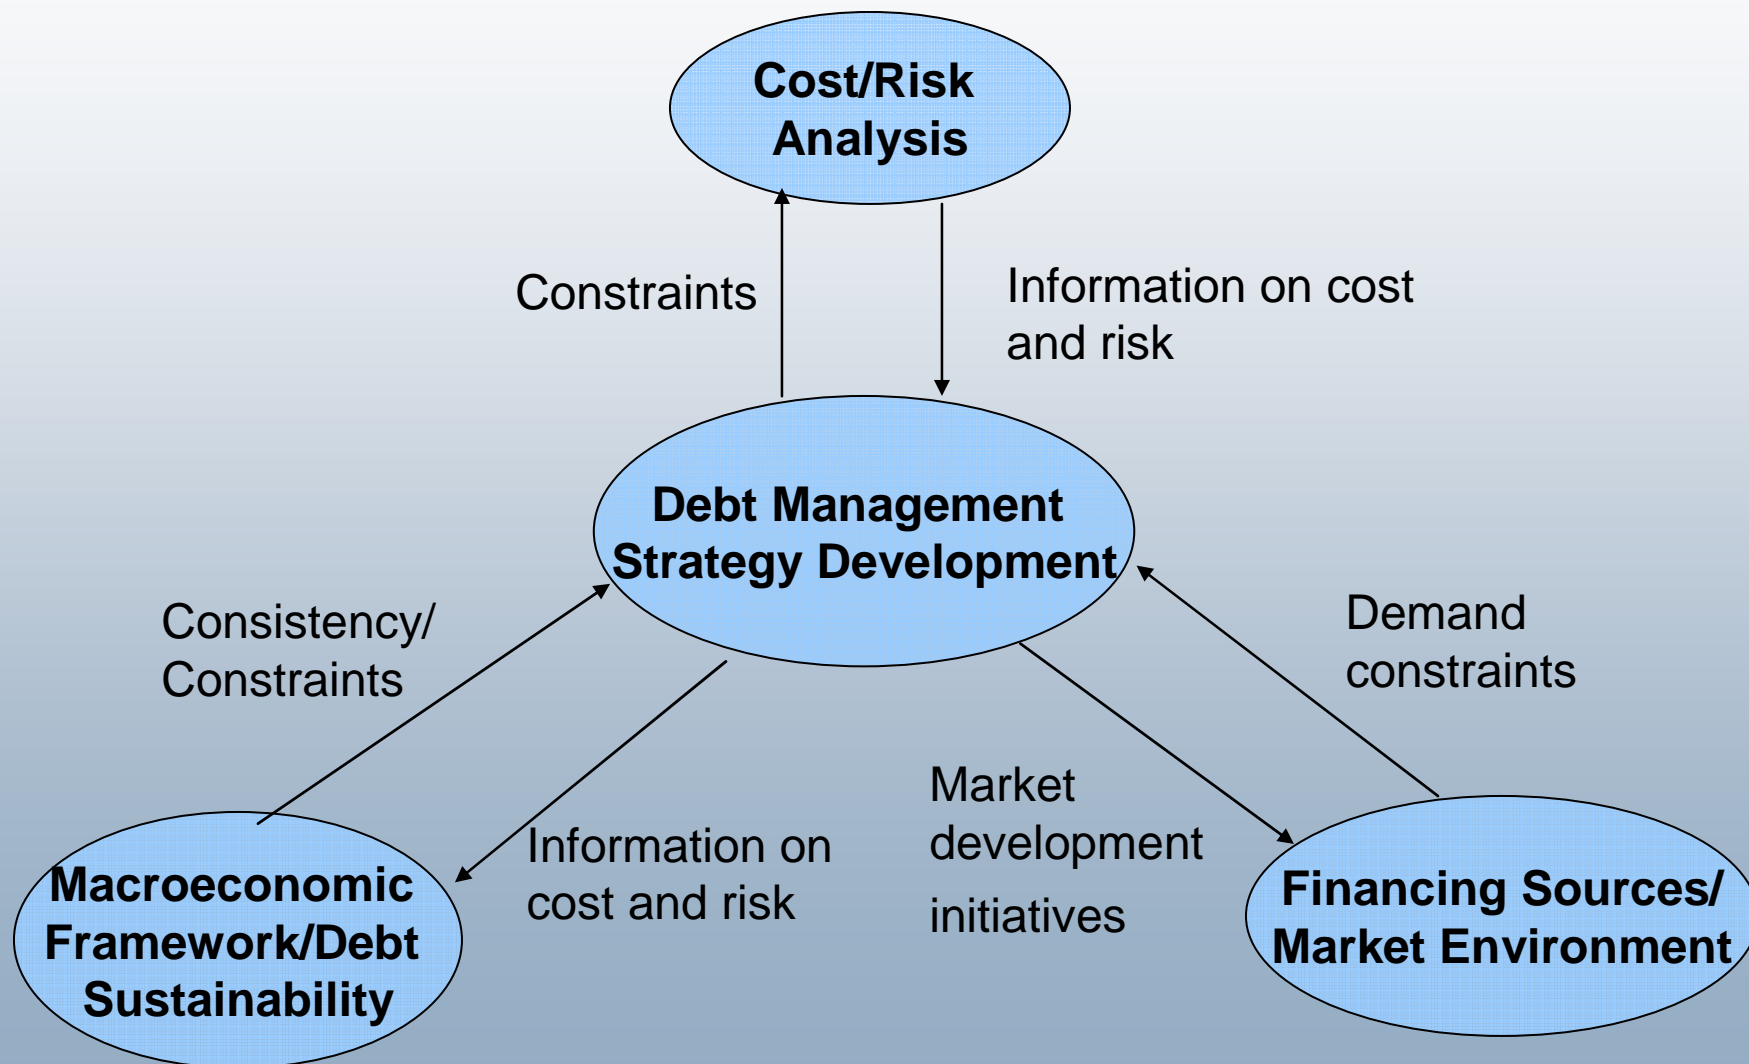 Cost/Risk
Analysis
Constraints
Information on cost
and risk
Debt Management
Strategy Development
Consistency/
Constraints
Demand
constraints
Information on
cost and risk
Market
development
initiatives
Macroeconomic
Framework/Debt
Sustainability
Financing Sources/
Market Environment